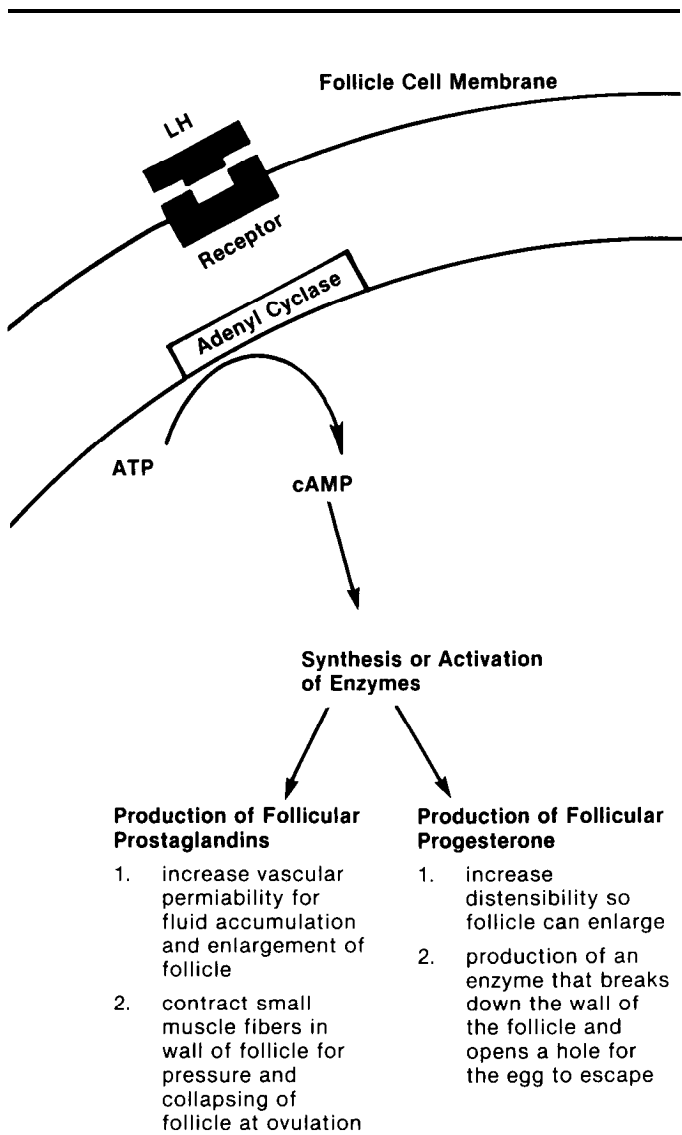 Follicle Cell Membrane
LH
Receptor
Adenyl Cyclase
ATP
cAMP
Synthesis or Activation
of Enzymes
Production of Follicular
Prostaglandins
1. increase vascular
permiability for
fluid accumulation
and enlargement of
follicle
2. contract small
muscle fibers in
wall of follicle for
pressure and
collapsing of
follicle at ovulation
Production of Follicular
Progesterone
1. increase
distensibility so
follicle can enlarge
2. production of an
enzyme that breaks
down the wall of
the follicle and
opens a hole for
the egg to escape